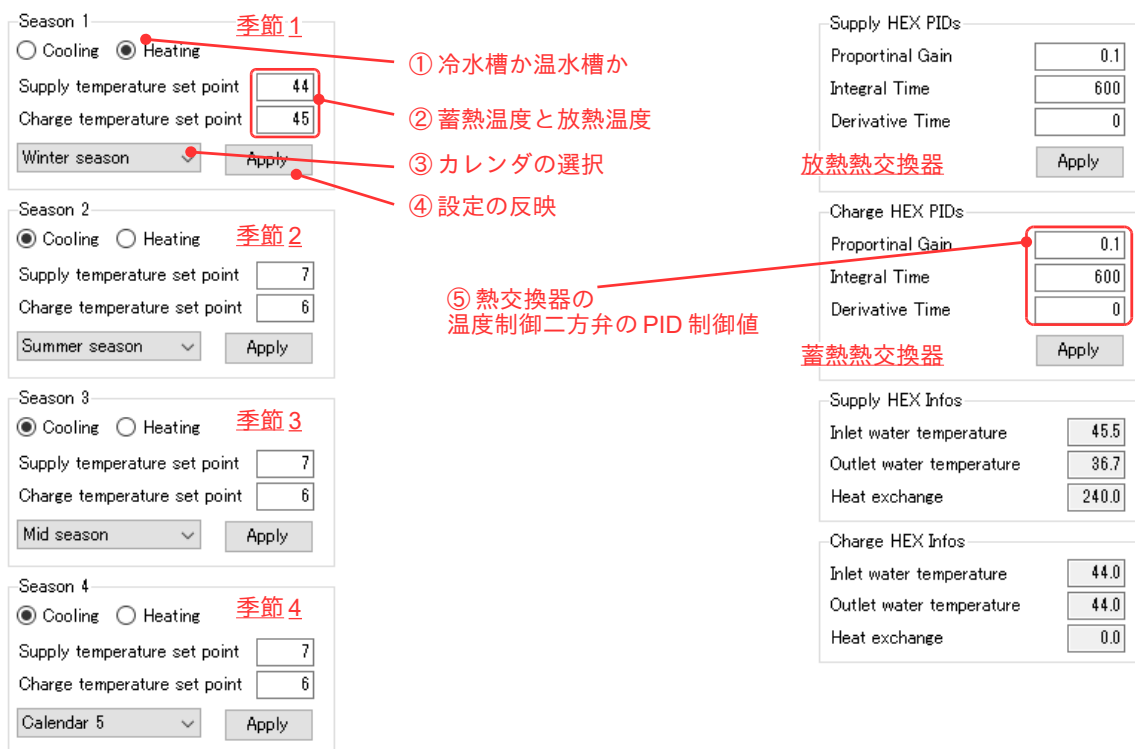 Season 1
季節 1
Cooling Heating
Supply temperature set point 44
Charge temperature set point 45
Winter season Apply
① 冷水槽か温水槽か
② 蓄熱温度と放熱温度
③ カレンダの選択
④ 設定の反映
Season 2
季節 2
Cooling Heating
Supply temperature set point 7
Charge temperature set point 6
Summer season Apply
Season 3
季節 3
Cooling Heating
Supply temperature set point 7
Charge temperature set point 6
Mid season Apply
Season 4
季節 4
Cooling Heating
Supply temperature set point 7
Charge temperature set point 6
Calendar 5 Apply
⑤ 熱交換器の
温度制御二方弁の PID 制御値
Supply HEX PIDs
Proportinal Gain 0.1
Integral Time 600
Derivative Time 0
放熱熱交換器 Apply
Charge HEX PIDs
Proportinal Gain 0.1
Integral Time 600
Derivative Time 0
蓄熱熱交換器 Apply
Supply HEX Infos
Inlet water temperature 45.5
Outlet water temperature 36.7
Heat exchange 240.0
Charge HEX Infos
Inlet water temperature 44.0
Outlet water temperature 44.0
Heat exchange 0.0